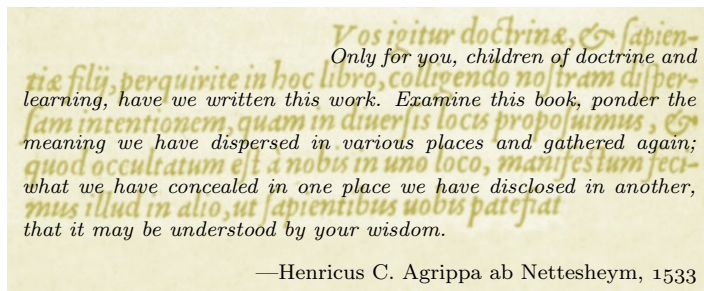 Vos igitur doctrinæ, & ſapien-
Only for you, children of doctrine and
tiæ filij, perquirite in hoc libro, colligendo noſtram diſper-
learning, have we written this work. Examine this book, ponder the
ſam intentionem, quam in diuerſis locis propoſuimus, &
meaning we have dispersed in various places and gathered again;
quod occultatum eſt à nobis in uno loco, manifeſtum feci-
what we have concealed in one place we have disclosed in another,
mus illud in alio, ut ſapientibus uobis patefiat
that it may be understood by your wisdom.
—Henricus C. Agrippa ab Nettesheym, 1533